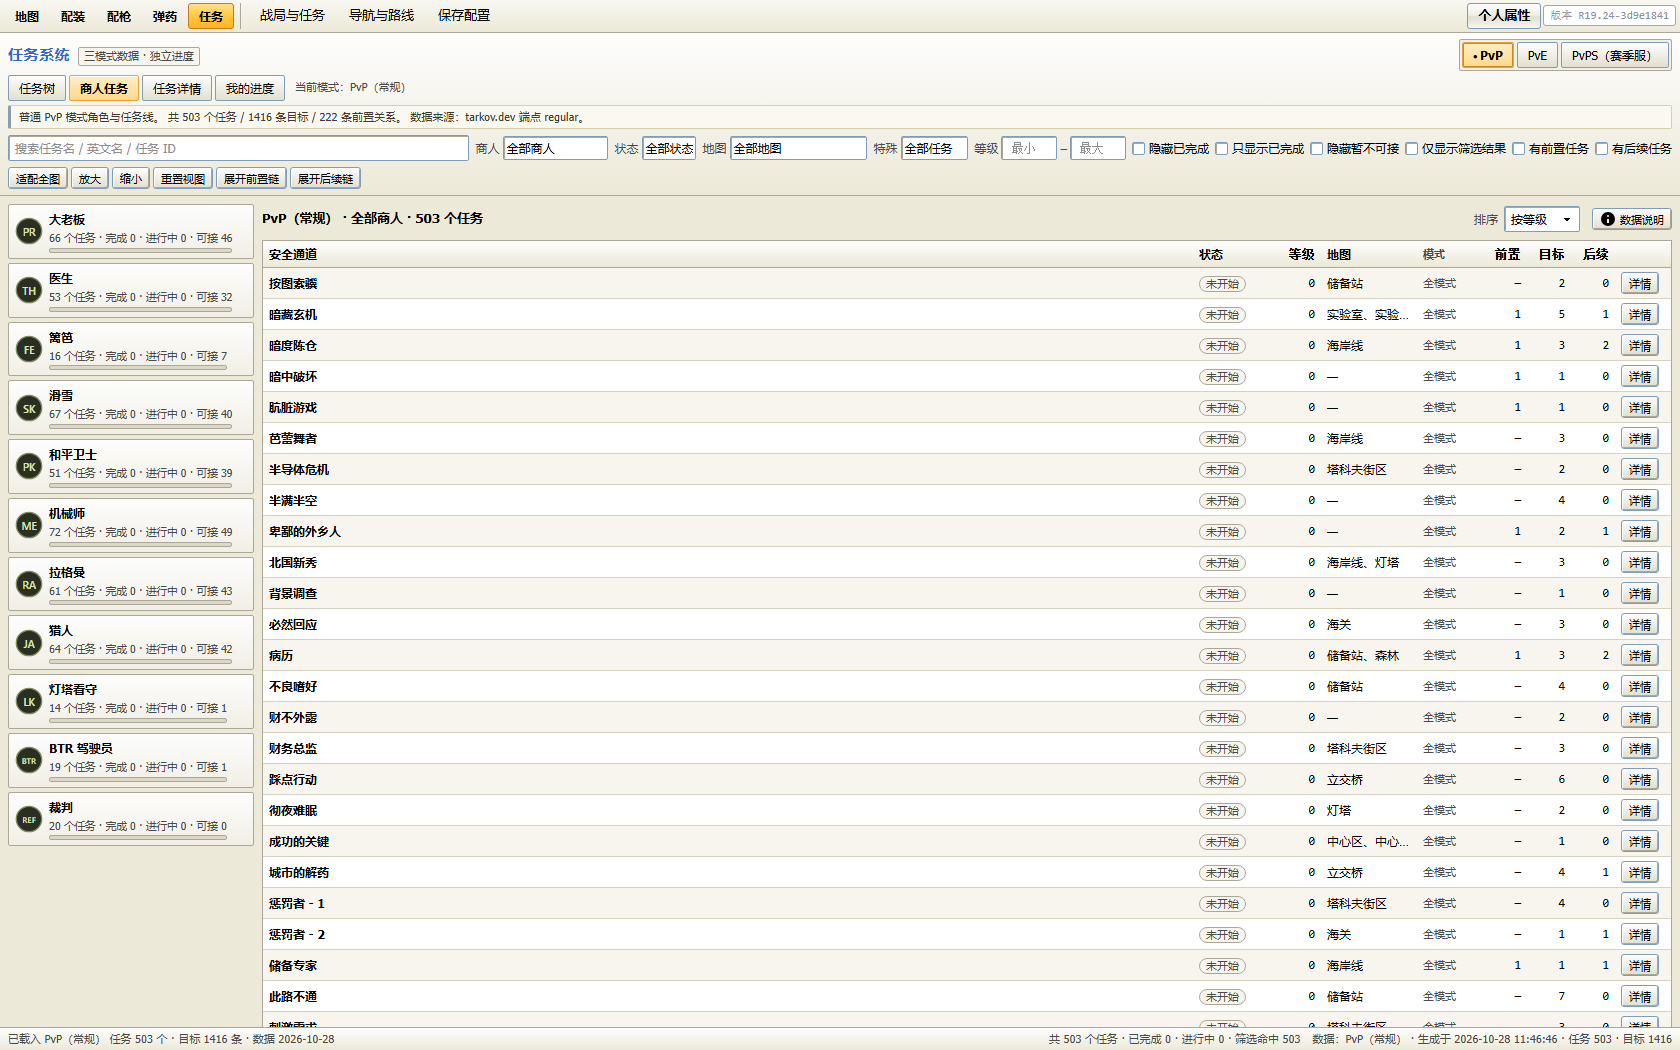 地图 配装 配枪 弹药 任务 战局与任务 导航与路线 保存配置 个人属性 版本 R19.24-3d9e1841
任务系统 三模式数据 · 独立进度 • PvP PvE PvPS（赛季服）
任务树 商人任务 任务详情 我的进度 当前模式：PvP（常规）
普通 PvP 模式角色与任务线。 共 503 个任务 / 1416 条目标 / 222 条前置关系。 数据来源：tarkov.dev 端点 regular。
搜索任务名 / 英文名 / 任务 ID 商人 全部商人 状态 全部状态 地图 全部地图 特殊 全部任务 等级 最小 – 最大 隐藏已完成 只显示已完成 隐藏暂不可接 仅显示筛选结果 有前置任务 有后续任务
适配全图 放大 缩小 重置视图 展开前置链 展开后续链
PR 大老板
66 个任务 · 完成 0 · 进行中 0 · 可接 46
TH 医生
53 个任务 · 完成 0 · 进行中 0 · 可接 32
FE 篱笆
16 个任务 · 完成 0 · 进行中 0 · 可接 7
SK 滑雪
67 个任务 · 完成 0 · 进行中 0 · 可接 40
PK 和平卫士
51 个任务 · 完成 0 · 进行中 0 · 可接 39
ME 机械师
72 个任务 · 完成 0 · 进行中 0 · 可接 49
RA 拉格曼
61 个任务 · 完成 0 · 进行中 0 · 可接 43
JA 猎人
64 个任务 · 完成 0 · 进行中 0 · 可接 42
LK 灯塔看守
14 个任务 · 完成 0 · 进行中 0 · 可接 1
BTR BTR 驾驶员
19 个任务 · 完成 0 · 进行中 0 · 可接 1
REF 裁判
20 个任务 · 完成 0 · 进行中 0 · 可接 0
PvP（常规） · 全部商人 · 503 个任务 排序 按等级 数据说明
安全通道 状态 等级 地图 模式 前置 目标 后续
按图索骥 未开始 0 储备站 全模式 — 2 0 详情
暗藏玄机 未开始 0 实验室、实验... 全模式 1 5 1 详情
暗度陈仓 未开始 0 海岸线 全模式 1 3 2 详情
暗中破坏 未开始 0 — 全模式 1 1 0 详情
肮脏游戏 未开始 0 — 全模式 1 1 0 详情
芭蕾舞者 未开始 0 海岸线 全模式 — 3 0 详情
半导体危机 未开始 0 塔科夫街区 全模式 — 2 0 详情
半满半空 未开始 0 — 全模式 — 4 0 详情
卑鄙的外乡人 未开始 0 — 全模式 1 2 1 详情
北国新秀 未开始 0 海岸线、灯塔 全模式 — 3 0 详情
背景调查 未开始 0 — 全模式 — 1 0 详情
必然回应 未开始 0 海关 全模式 — 3 0 详情
病历 未开始 0 储备站、森林 全模式 1 3 2 详情
不良嗜好 未开始 0 储备站 全模式 — 4 0 详情
财不外露 未开始 0 — 全模式 — 2 0 详情
财务总监 未开始 0 塔科夫街区 全模式 — 3 0 详情
踩点行动 未开始 0 立交桥 全模式 — 6 0 详情
彻夜难眠 未开始 0 灯塔 全模式 — 2 0 详情
成功的关键 未开始 0 中心区、中心... 全模式 — 1 0 详情
城市的解药 未开始 0 立交桥 全模式 — 4 1 详情
惩罚者 - 1 未开始 0 塔科夫街区 全模式 — 4 0 详情
惩罚者 - 2 未开始 0 海关 全模式 — 1 1 详情
储备专家 未开始 0 海岸线 全模式 1 1 1 详情
此路不通 未开始 0 储备站 全模式 — 7 0 详情
已载入 PvP（常规） 任务 503 个 · 目标 1416 条 · 数据 2026-10-28 共 503 个任务 · 已完成 0 · 进行中 0 · 筛选命中 503 数据：PvP（常规） · 生成于 2026-10-28 11:46:46 · 任务 503 · 目标 1416